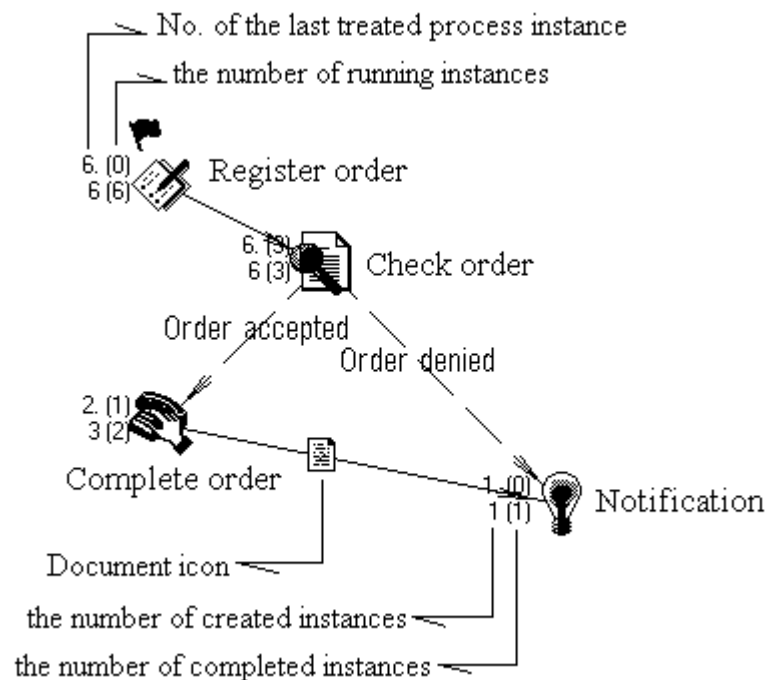 No. of the last treated process instance
the number of running instances
6. (0)
6 (6)
Register order
6. (3)
6 (3)
Check order
Order accepted
Order denied
2. (1)
3 (2)
Complete order
1. (0)
1 (1)
Notification
Document icon
the number of created instances
the number of completed instances